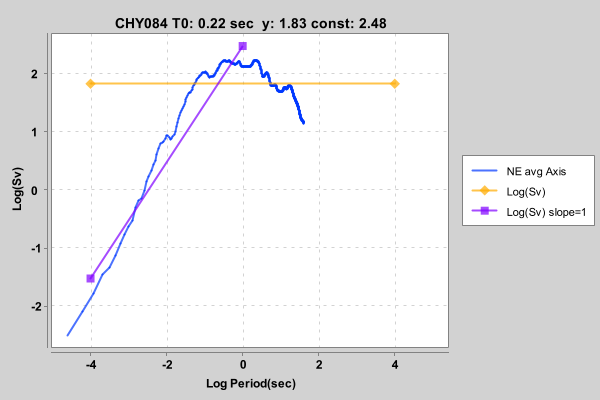 CHY084 T0: 0.22 sec y: 1.83 const: 2.48
Log(Sv)
2
1
0
-1
-2
-4
-2
0
2
4
Log Period(sec)
NE avg Axis
Log(Sv)
Log(Sv) slope=1